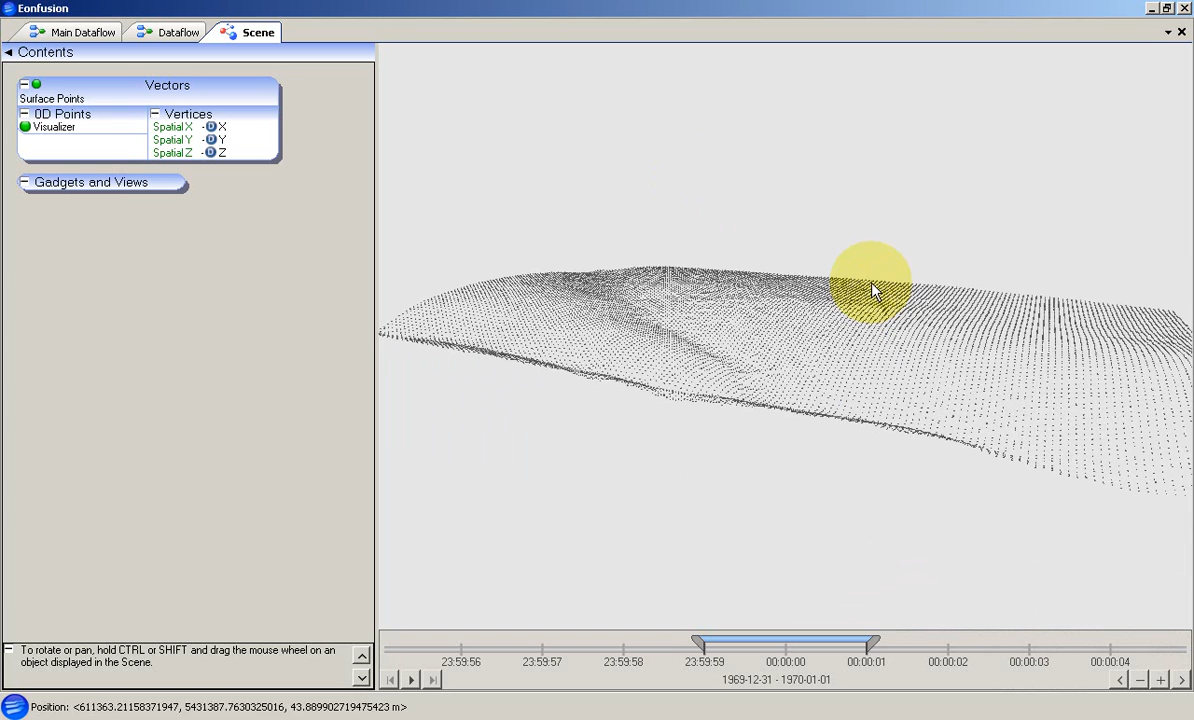 Eonfusion
Main Dataflow
Dataflow
Scene
Contents
Vectors
Surface Points
0D Points
Vertices
Visualizer
Spatial X
D
X
Spatial Y
D
Y
Spatial Z
D
Z
Gadgets and Views
To rotate or pan, hold CTRL or SHIFT and drag the mouse wheel on an
object displayed in the Scene.
23:59:56
23:59:57
23:59:58
23:59:59
00:00:00
00:00:01
00:00:02
00:00:03
00:00:04
1969-12-31 - 1970-01-01
Position: <611363.21158371947, 5431387.7630325016, 43.889902719475423 m>